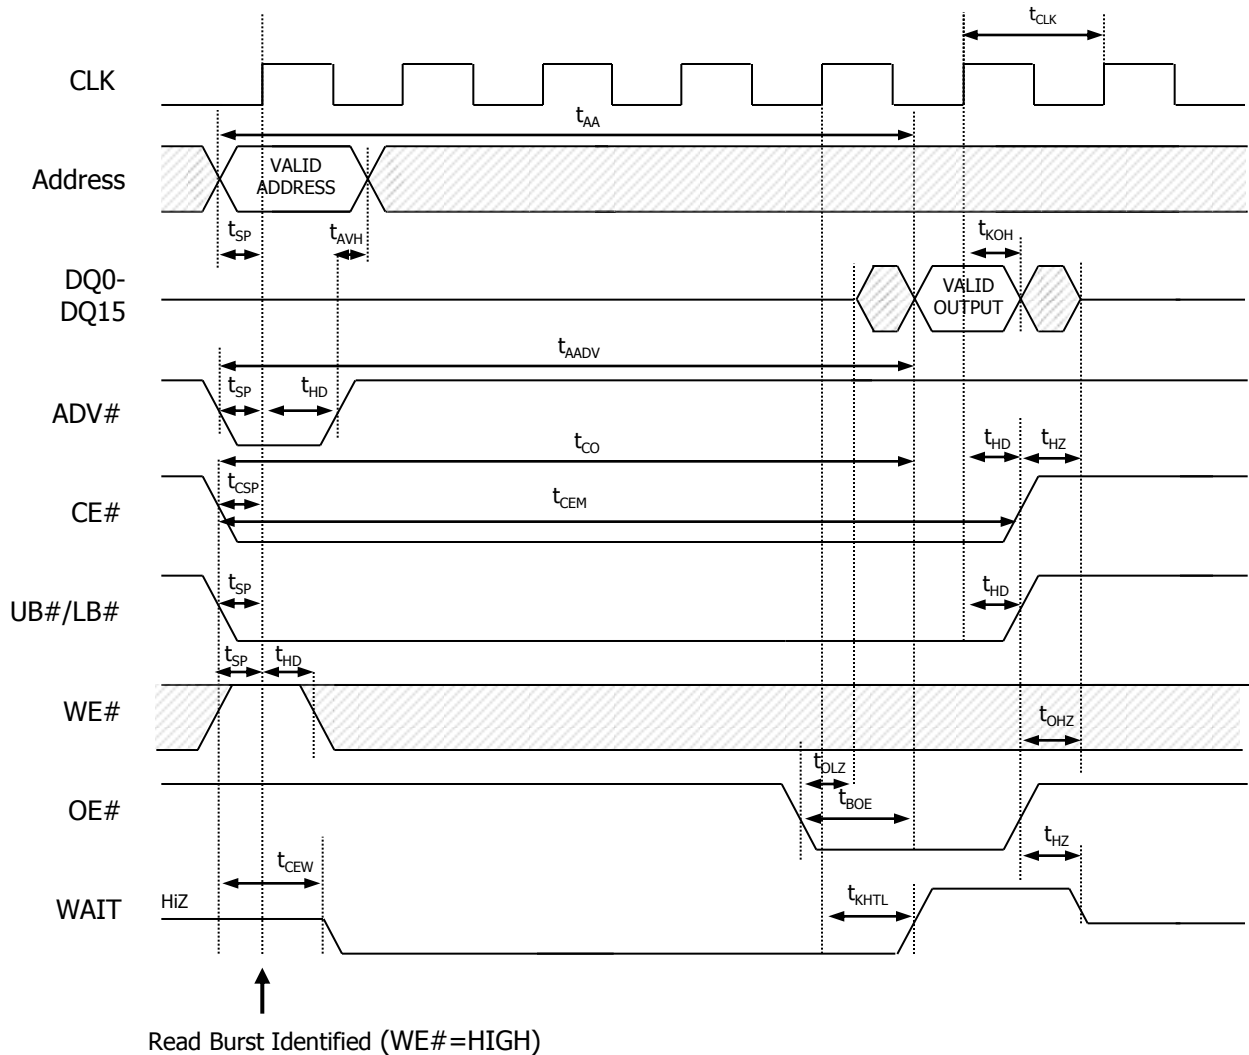 tCLK
CLK
tAA
Address
VALID
ADDRESS
tSP
tAVH
tKOH
DQ0-
DQ15
VALID
OUTPUT
tAADV
ADV#
tSP
tHD
tCO
tHD
tHZ
CE#
tCSP
tCEM
UB#/LB#
tSP
tHD
tSP
tHD
WE#
tOHZ
tOLZ
OE#
tBOE
tHZ
tCEW
WAIT
HiZ
tKHTL
Read Burst Identified (WE#=HIGH)